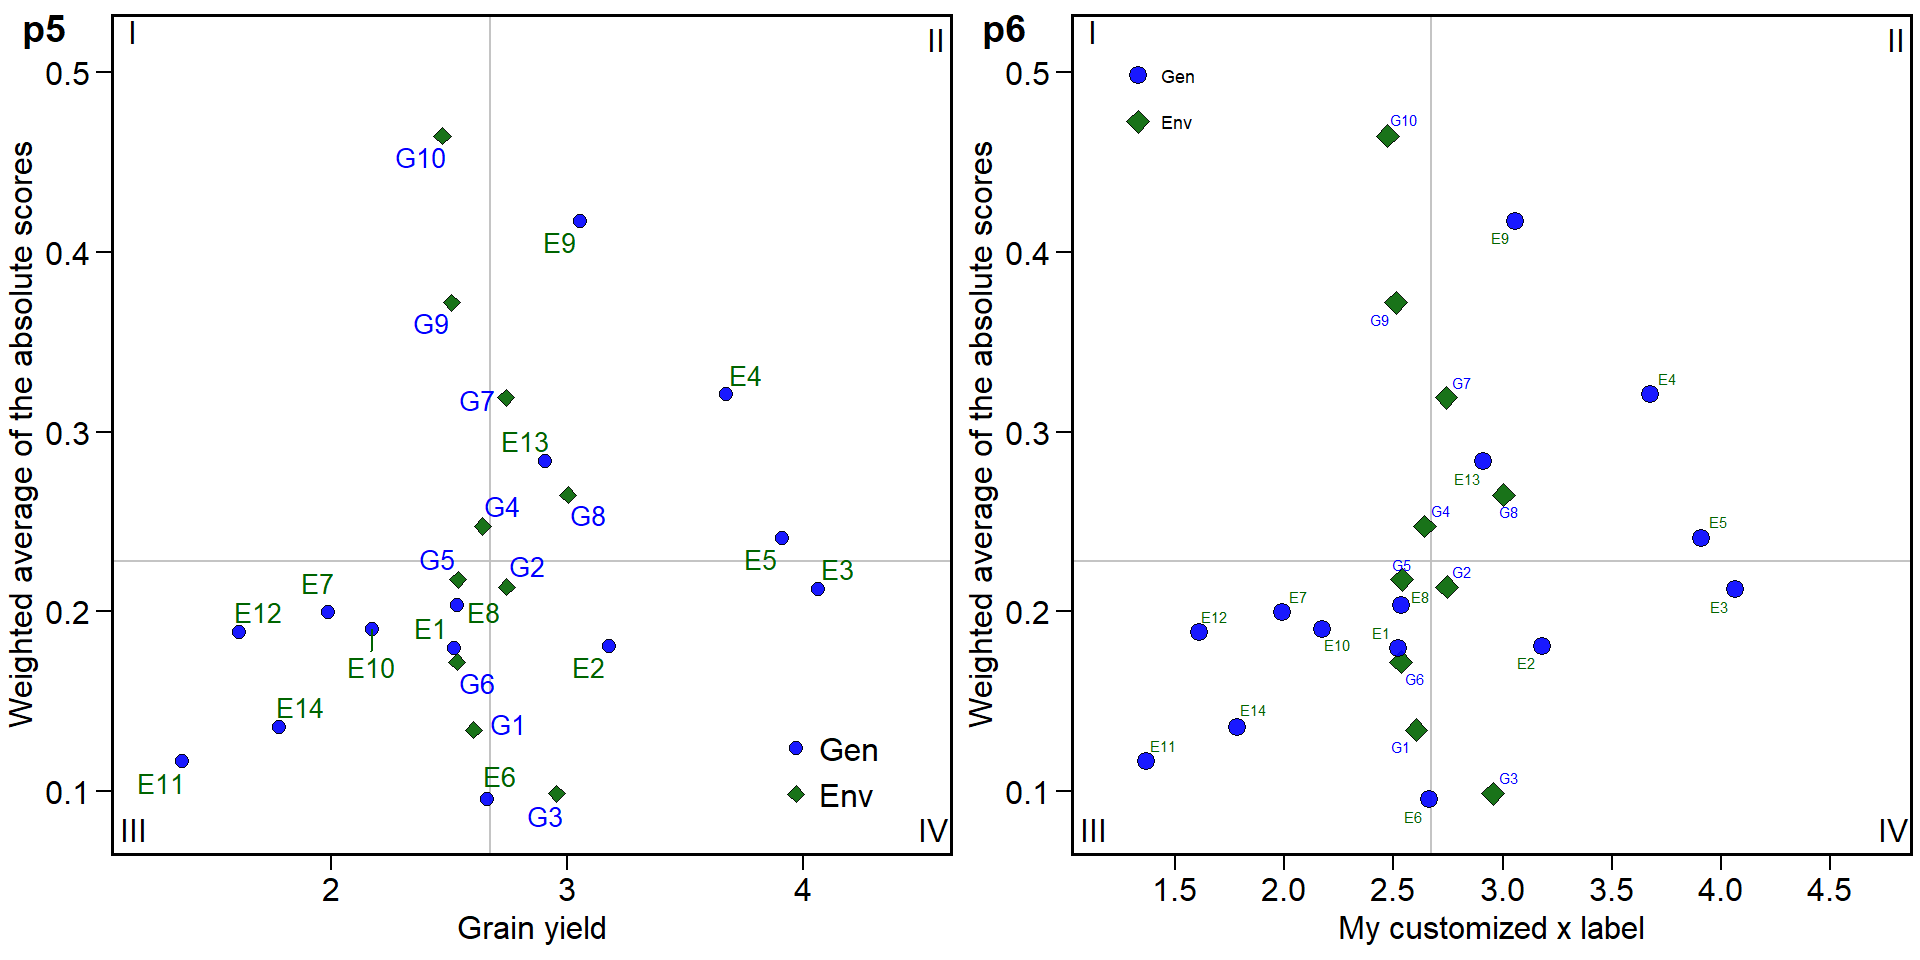 p5
I
II
0.5
0.4
0.3
0.2
0.1
Weighted average of the absolute scores
G10
E9
G9
E4
G7
E13
G4
G8
G5
G2
E5
E3
E7
E12
E8
E1
E10
E2
G6
E14
G1
E11
E6
G3
Gen
Env
III
IV
2
3
4
Grain yield
p6
I
II
Gen
Env
0.5
0.4
0.3
0.2
0.1
Weighted average of the absolute scores
G10
E9
G9
E4
G7
E13
G8
G4
E5
G5
G2
E7
E8
E12
E3
E1
E10
E2
G6
E14
G1
E11
G3
E6
III
IV
1.5
2.0
2.5
3.0
3.5
4.0
4.5
My customized x label